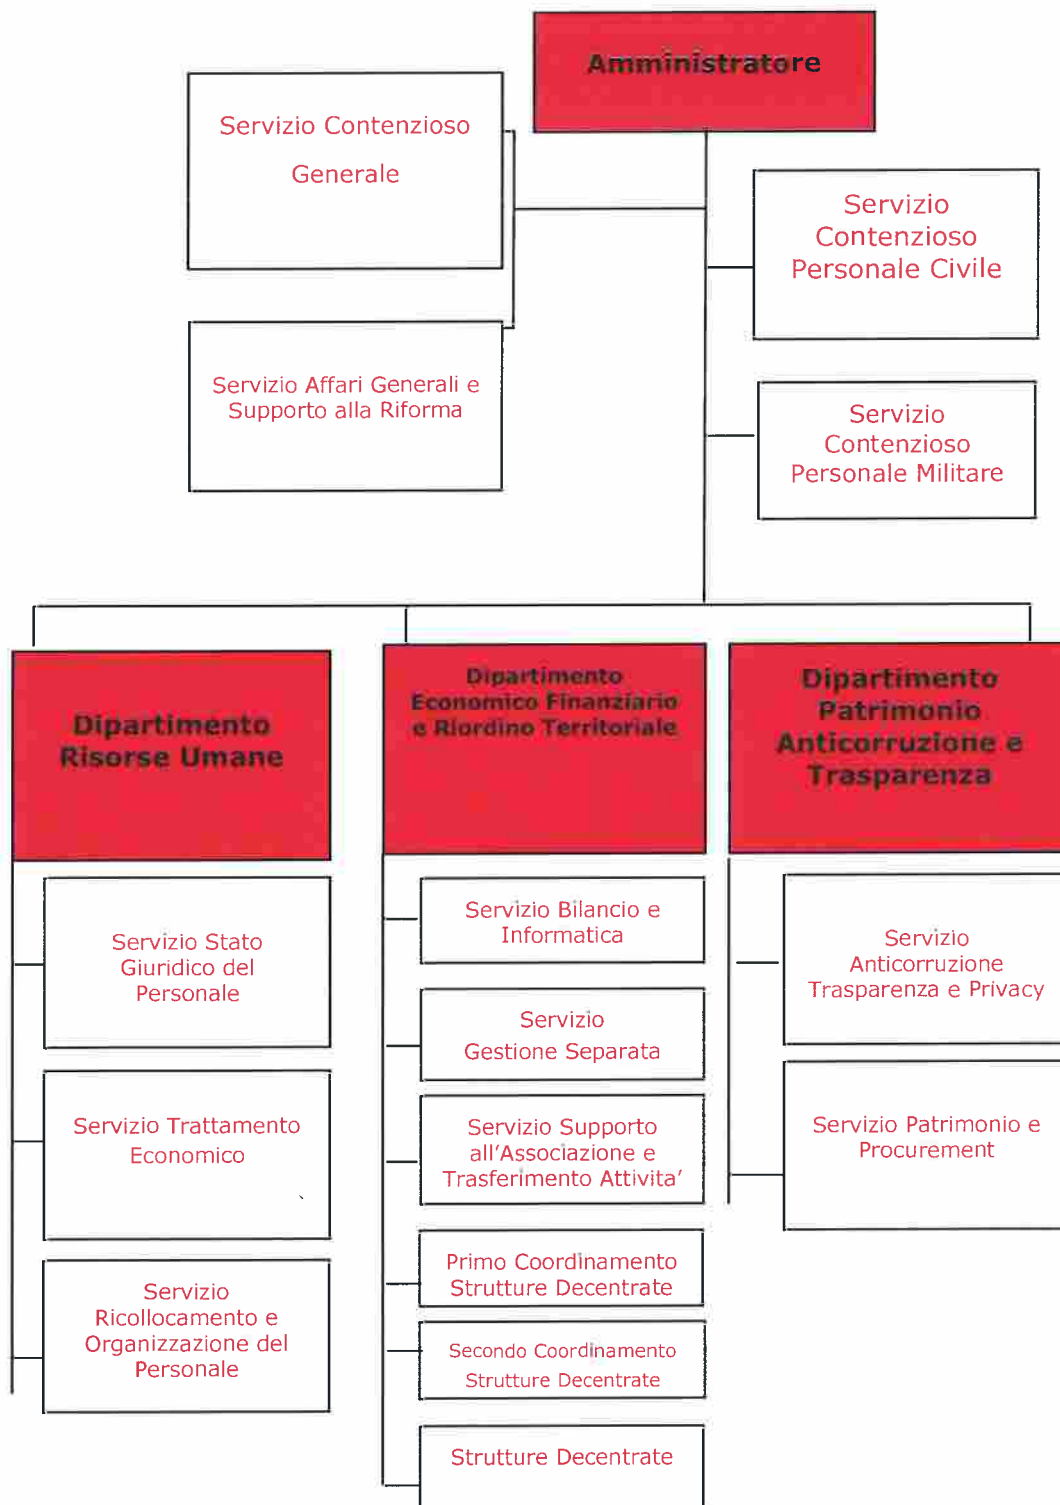 Amministratore
Servizio Contenzioso
Generale
Servizio
Contenzioso
Personale Civile
Servizio Affari Generali e
Supporto alla Riforma
Servizio
Contenzioso
Personale Militare
Dipartimento
Risorse Umane
Dipartimento
Economico Finanziario
e Riordino Territoriale
Dipartimento
Patrimonio
Anticorruzione e
Trasparenza
Servizio Stato
Giuridico del
Personale
Servizio Trattamento
Economico
Servizio
Ricollocamento e
Organizzazione del
Personale
Servizio Bilancio e
Informatica
Servizio
Gestione Separata
Servizio Supporto
all'Associazione e
Trasferimento Attivita'
Primo Coordinamento
Strutture Decentrate
Secondo Coordinamento
Strutture Decentrate
Strutture Decentrate
Servizio
Anticorruzione
Trasparenza e Privacy
Servizio Patrimonio e
Procurement